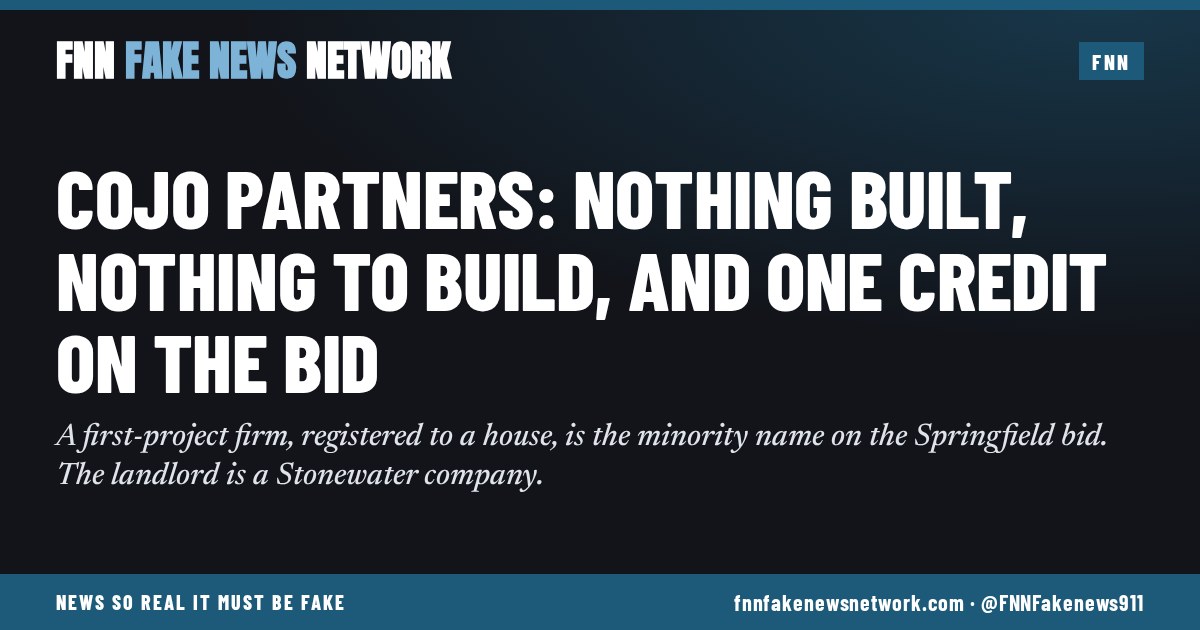 FNN FAKE NEWS NETWORK
FNN
COJO PARTNERS: NOTHING BUILT,
NOTHING TO BUILD, AND ONE CREDIT
ON THE BID
A first-project firm, registered to a house, is the minority name on the Springfield bid.
The landlord is a Stonewater company.
NEWS SO REAL IT MUST BE FAKE
fnnfakenewsnetwork.com · @FNNFakenews911